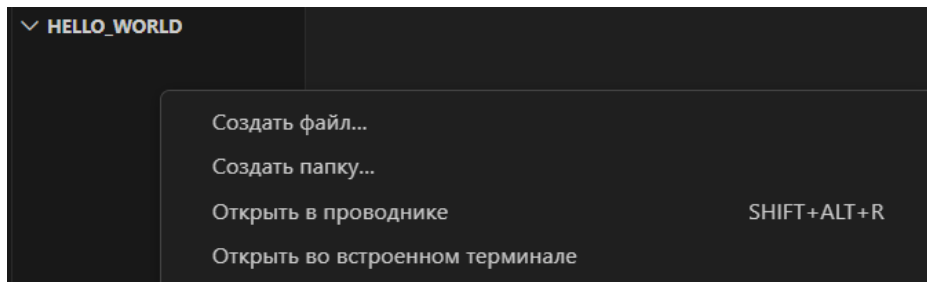 HELLO_WORLD
Создать файл...
Создать папку...
Открыть в проводнике SHIFT+ALT+R
Открыть во встроенном терминале